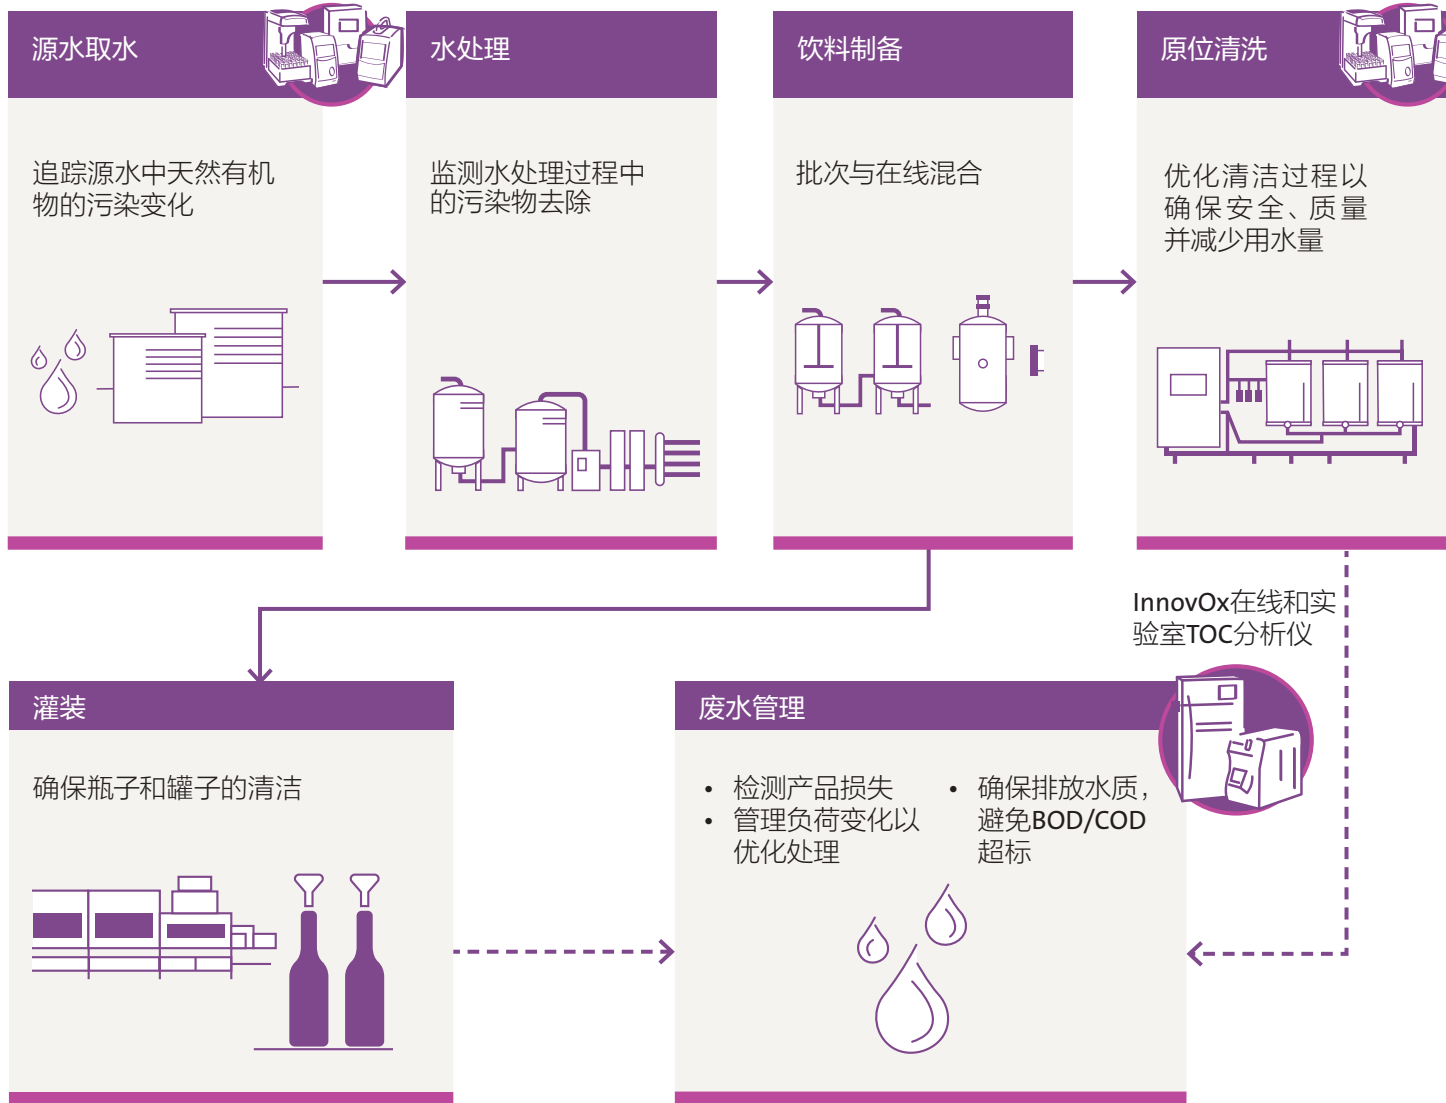 源水取水
追踪源水中天然有机
物的污染变化
水处理
监测水处理过程中
的污染物去除
饮料制备
批次与在线混合
原位清洗
优化清洁过程以
确保安全、质量
并减少用水量
InnovOx在线和实
验室TOC分析仪
灌装
确保瓶子和罐子的清洁
废水管理
• 检测产品损失
• 管理负荷变化以
优化处理
• 确保排放水质，
避免BOD/COD
超标